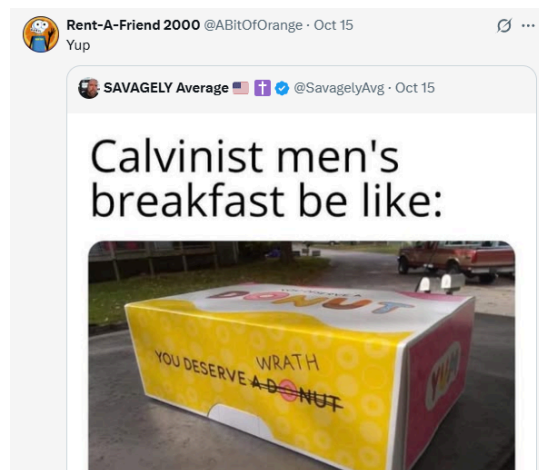 Rent-A-Friend 2000 @ABitOfOrange · Oct 15
Yup
SAVAGELY Average @SavagelyAvg · Oct 15
Calvinist men's
breakfast be like:
DONUT
WRATH
YOU DESERVE A DONUT
YUM